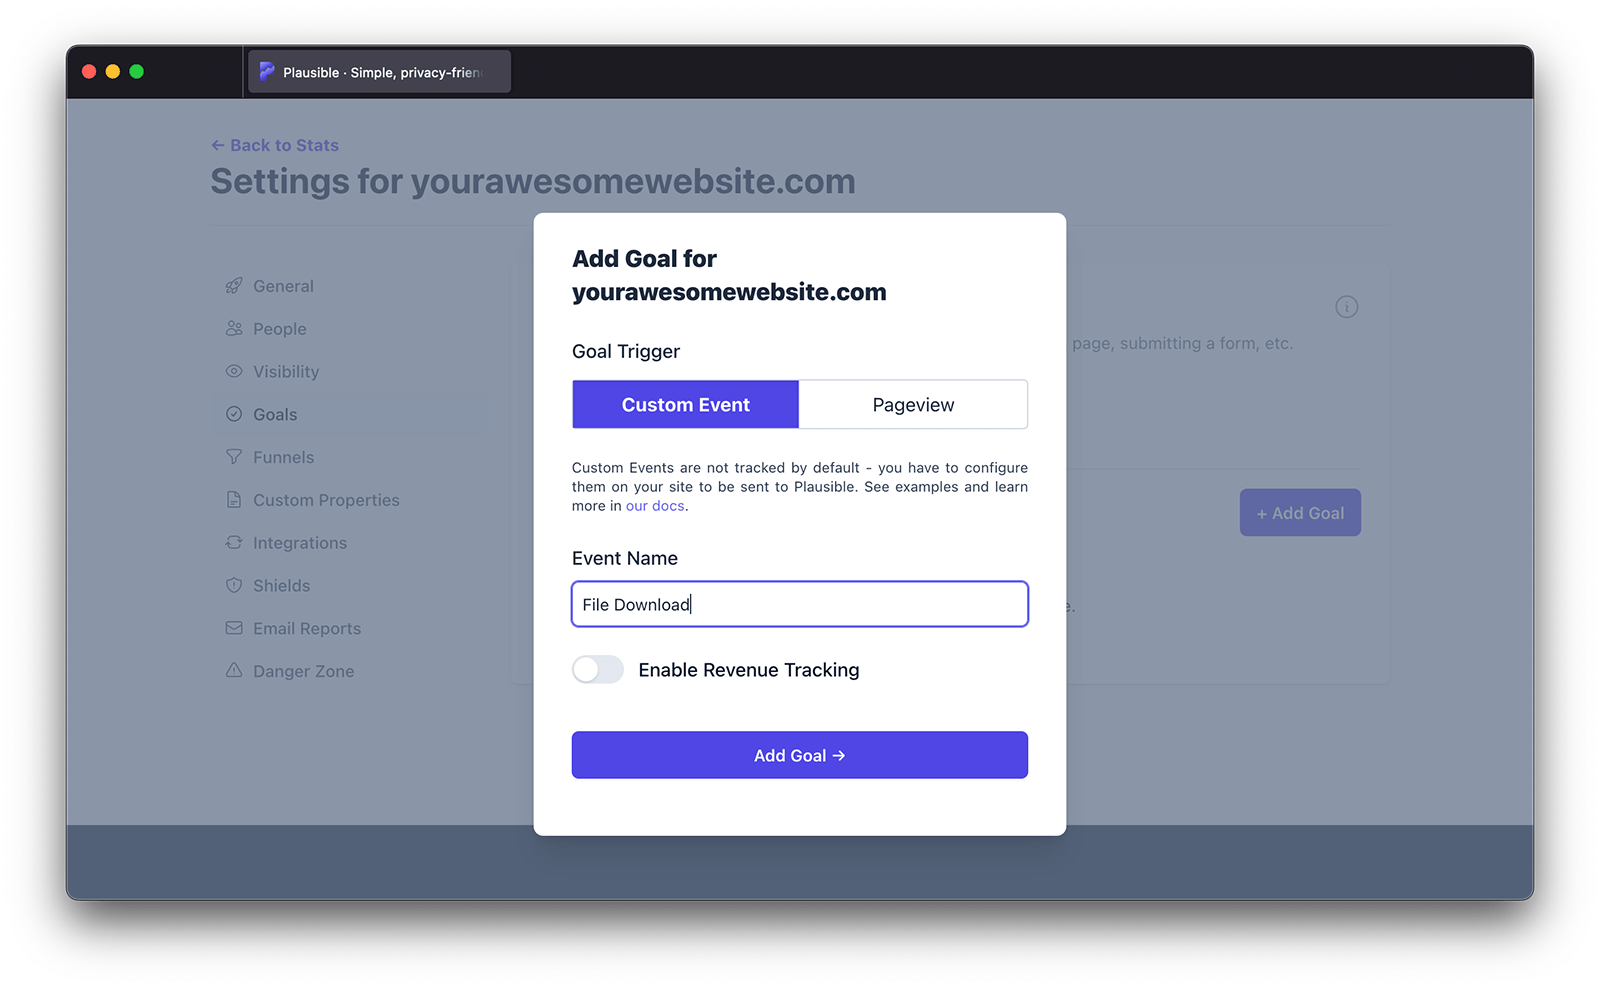 Plausible · Simple, privacy-frien
← Back to Stats
Settings for yourawesomewebsite.com
General
People
Visibility
Goals
Funnels
Custom Properties
Integrations
Shields
Email Reports
Danger Zone
page, submitting a form, etc.
+ Add Goal
e.
Add Goal for
yourawesomewebsite.com
Goal Trigger
Custom Event
Pageview
Custom Events are not tracked by default - you have to configure
them on your site to be sent to Plausible. See examples and learn
more in our docs.
Event Name
File Download
Enable Revenue Tracking
Add Goal →